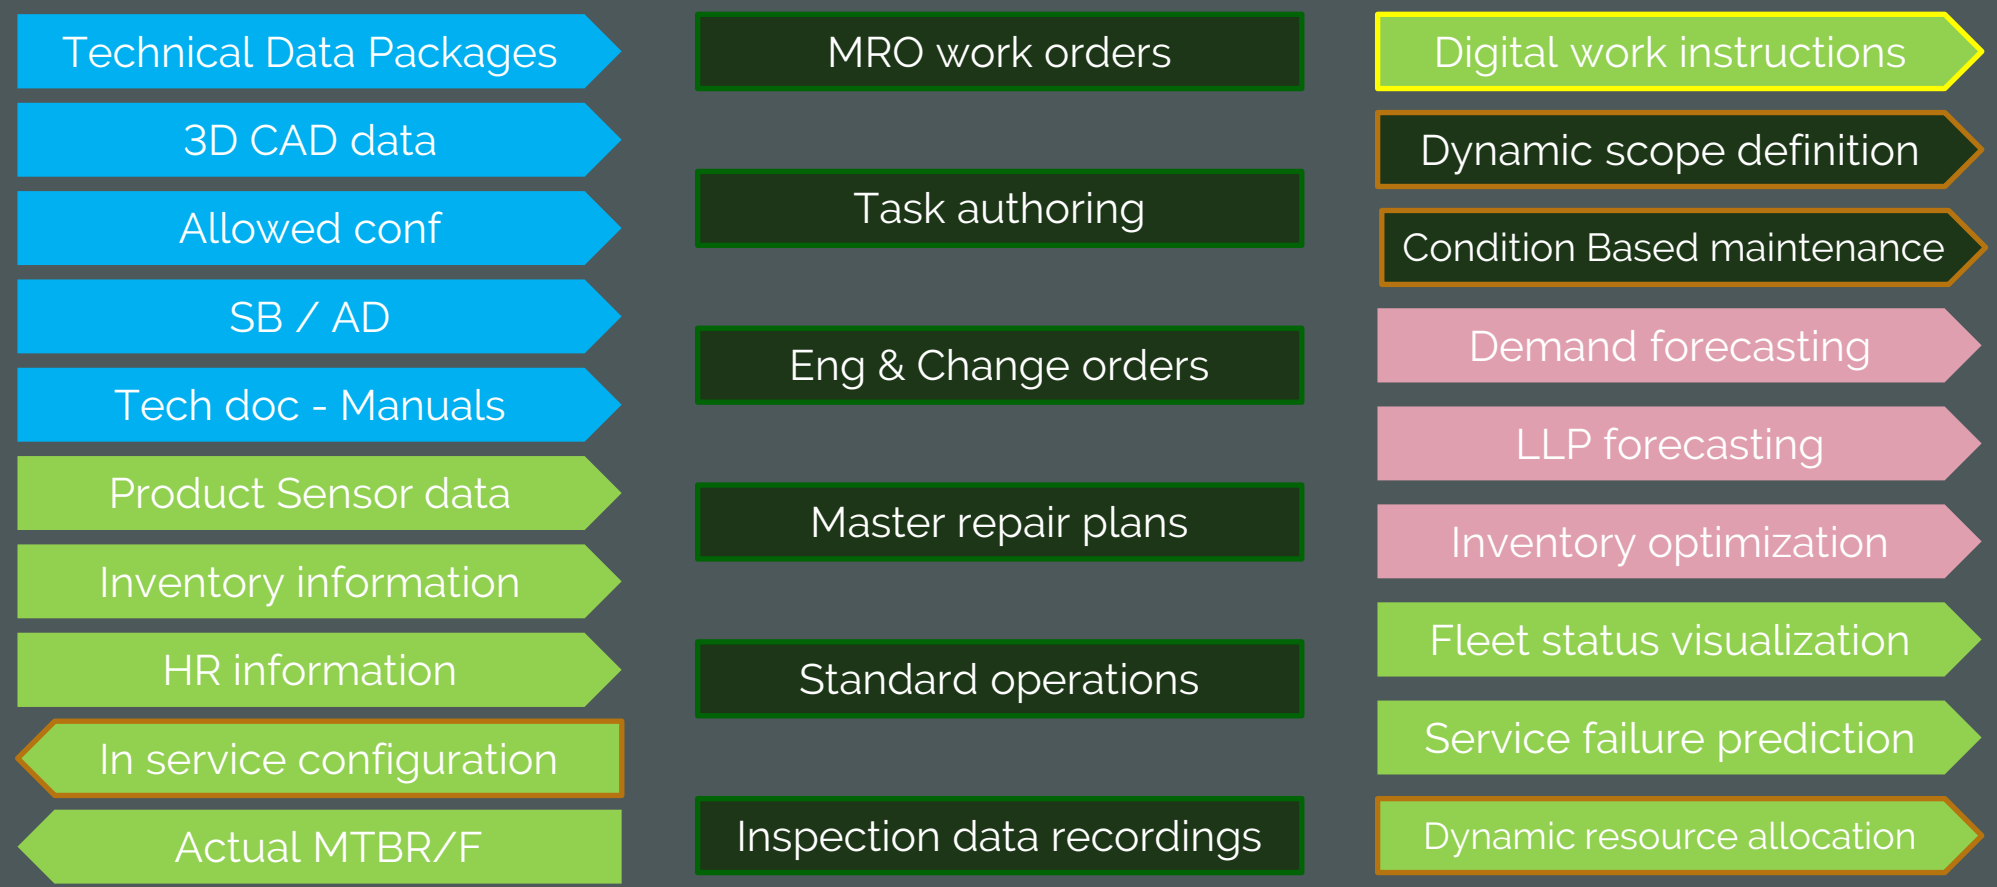 Technical Data Packages
3D CAD data
Allowed conf
SB / AD
Tech doc - Manuals
Product Sensor data
Inventory information
HR information
In service configuration
Actual MTBR/F
MRO work orders
Task authoring
Eng & Change orders
Master repair plans
Standard operations
Inspection data recordings
Digital work instructions
Dynamic scope definition
Condition Based maintenance
Demand forecasting
LLP forecasting
Inventory optimization
Fleet status visualization
Service failure prediction
Dynamic resource allocation